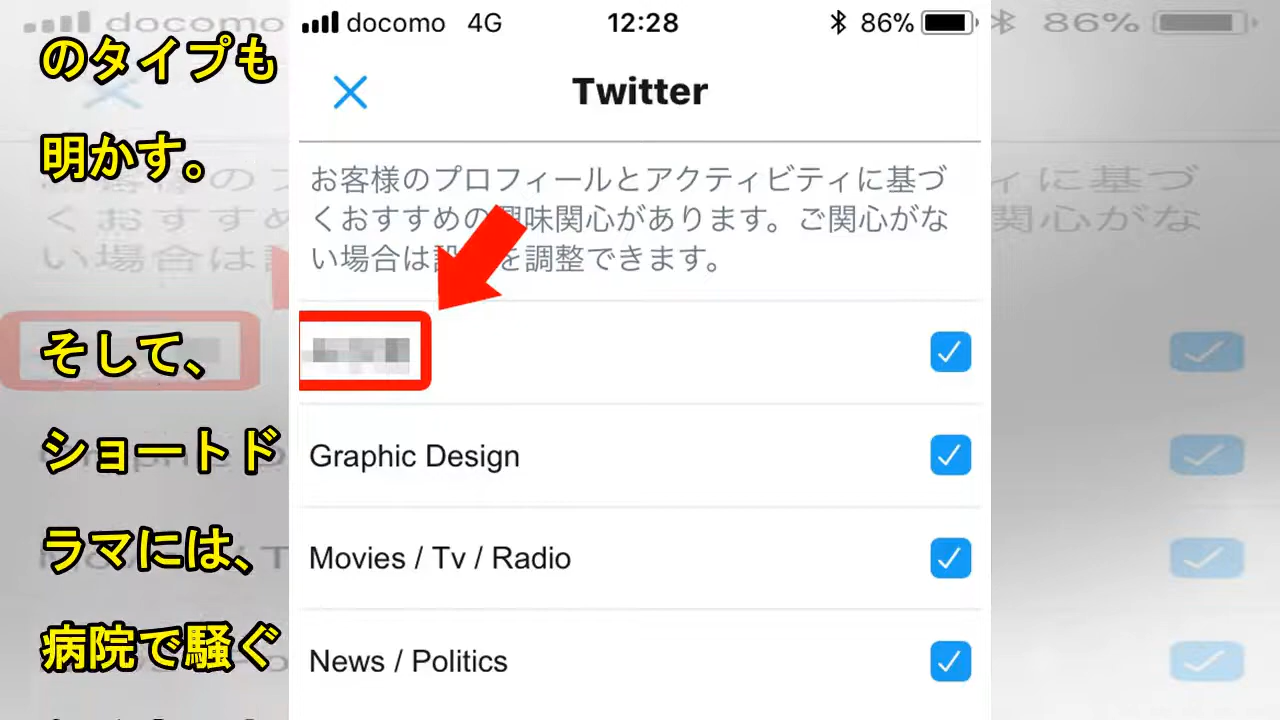 docomo 4G 12:28 86%
Twitter
お客様のプロフィールとアクティビティに基づ
くおすすめの興味関心があります。ご関心がな
い場合は設定を調整できます。
Graphic Design
Movies / Tv / Radio
News / Politics
のタイプも
明かす。
そして、
ショートド
ラマには、
病院で騒ぐ